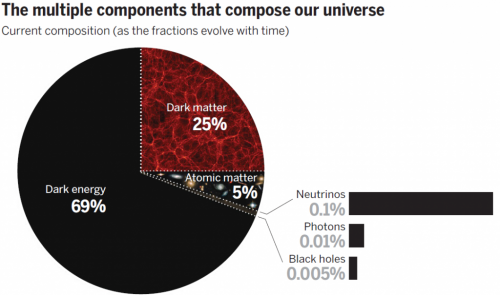 The multiple components that compose our universe
Current composition (as the fractions evolve with time)
Dark matter
25%
Atomic matter
5%
Dark energy
69%
Neutrinos
0.1%
Photons
0.01%
Black holes
0.005%